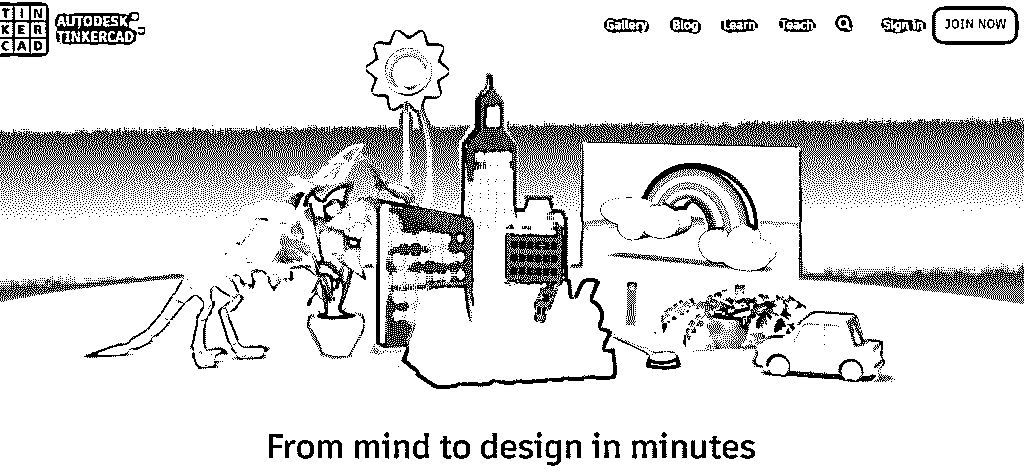 TIN
KER
CAD
AUTODESK®
TINKERCAD™
Gallery Blog Learn Teach Sign in JOIN NOW
From mind to design in minutes